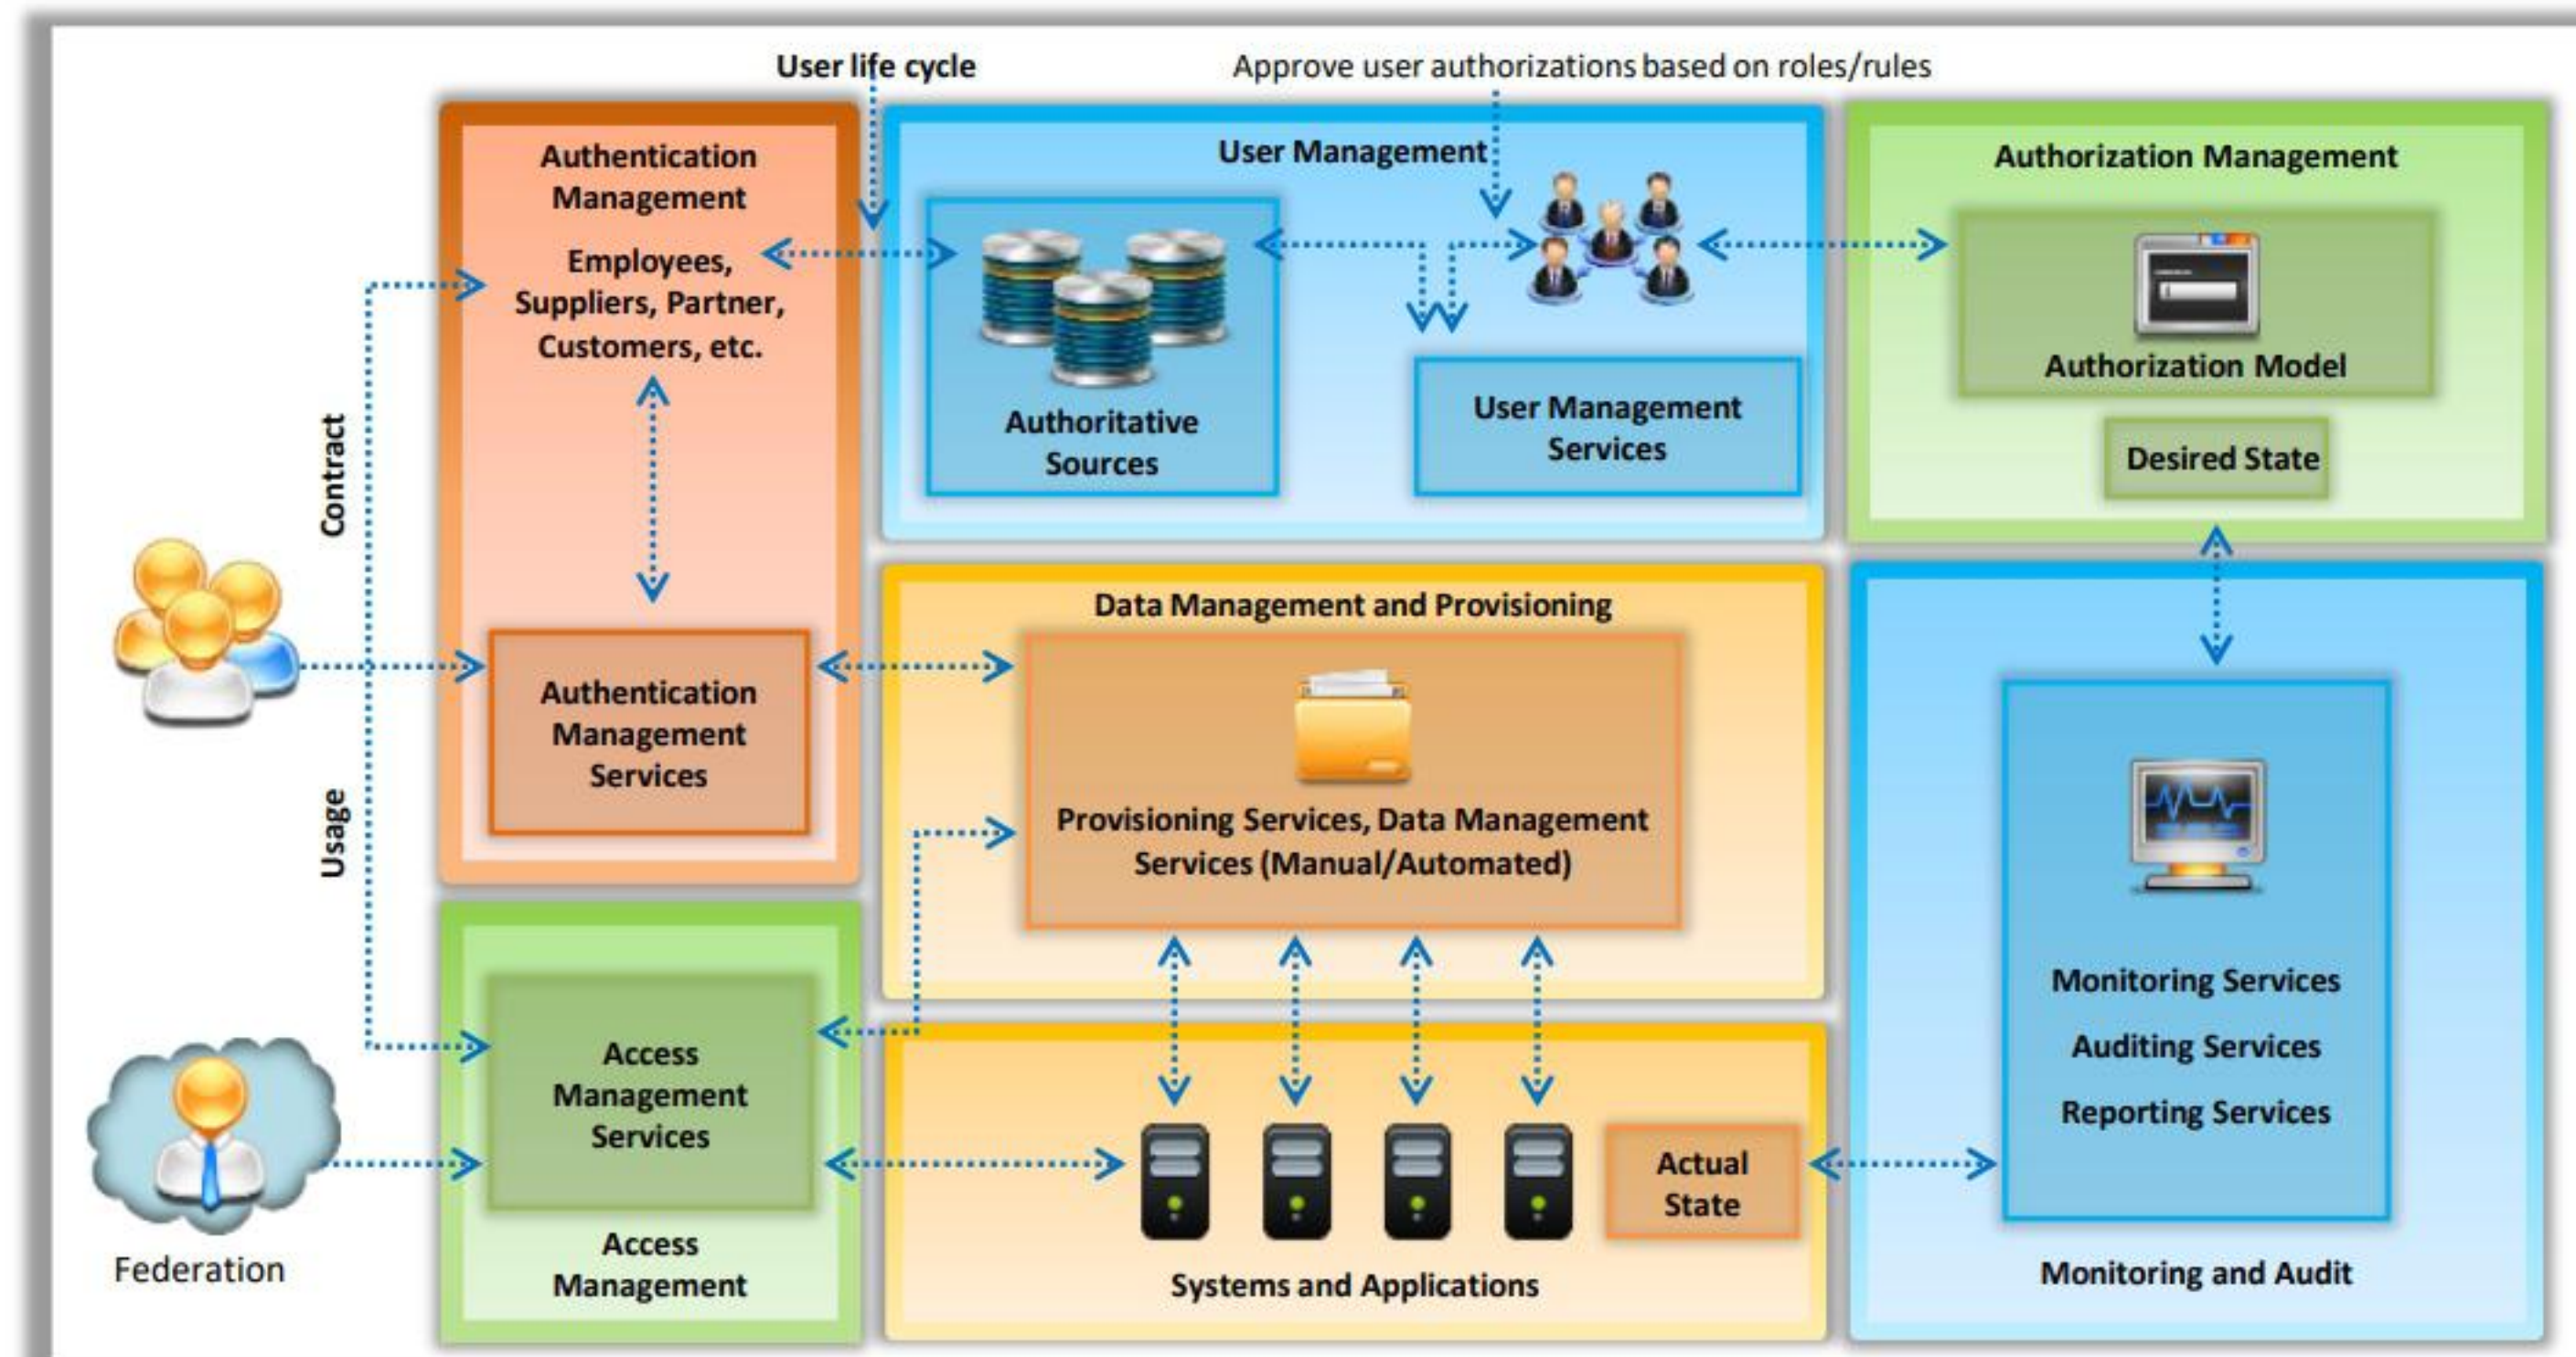 User life cycle
Approve user authorizations based on roles/rules
Authentication
Management
Employees,
Suppliers, Partner,
Customers, etc.
Authentication
Management
Services
User Management
Authoritative
Sources
User Management
Services
Authorization Management
Authorization Model
Desired State
Contract
Usage
Data Management and Provisioning
Provisioning Services, Data Management
Services (Manual/Automated)
Access
Management
Services
Access
Management
Federation
Actual
State
Systems and Applications
Monitoring Services
Auditing Services
Reporting Services
Monitoring and Audit